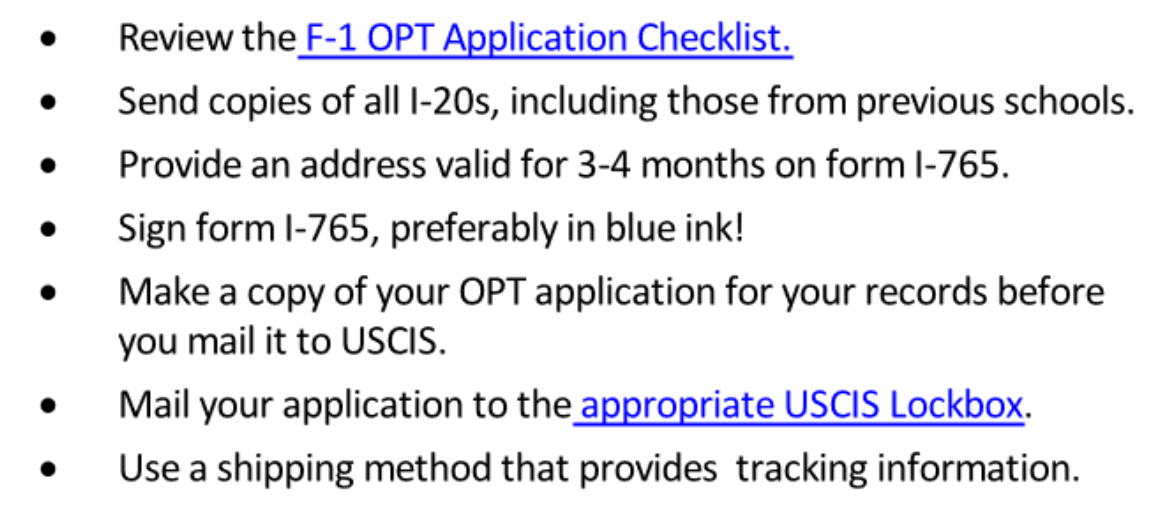 • Review the F-1 OPT Application Checklist.
• Send copies of all I-20s, including those from previous schools.
• Provide an address valid for 3-4 months on form I-765.
• Sign form I-765, preferably in blue ink!
• Make a copy of your OPT application for your records before
you mail it to USCIS.
• Mail your application to the appropriate USCIS Lockbox.
• Use a shipping method that provides  tracking information.